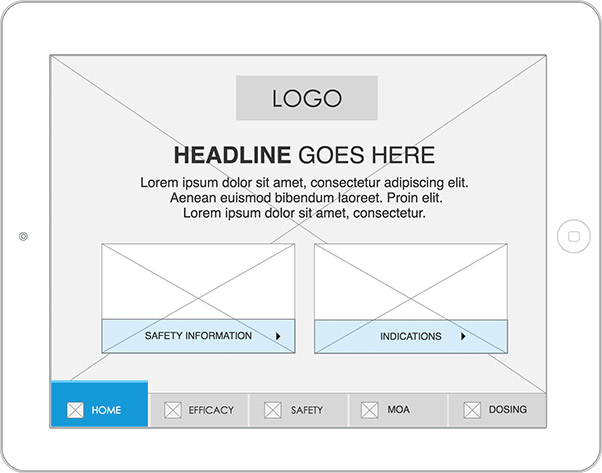 LOGO
HEADLINE GOES HERE
Lorem ipsum dolor sit amet, consectetur adipiscing elit.
Aenean euismod bibendum laoreet. Proin elit.
Lorem ipsum dolor sit amet, consectetur.
SAFETY INFORMATION
INDICATIONS
HOME
EFFICACY
SAFETY
MOA
DOSING